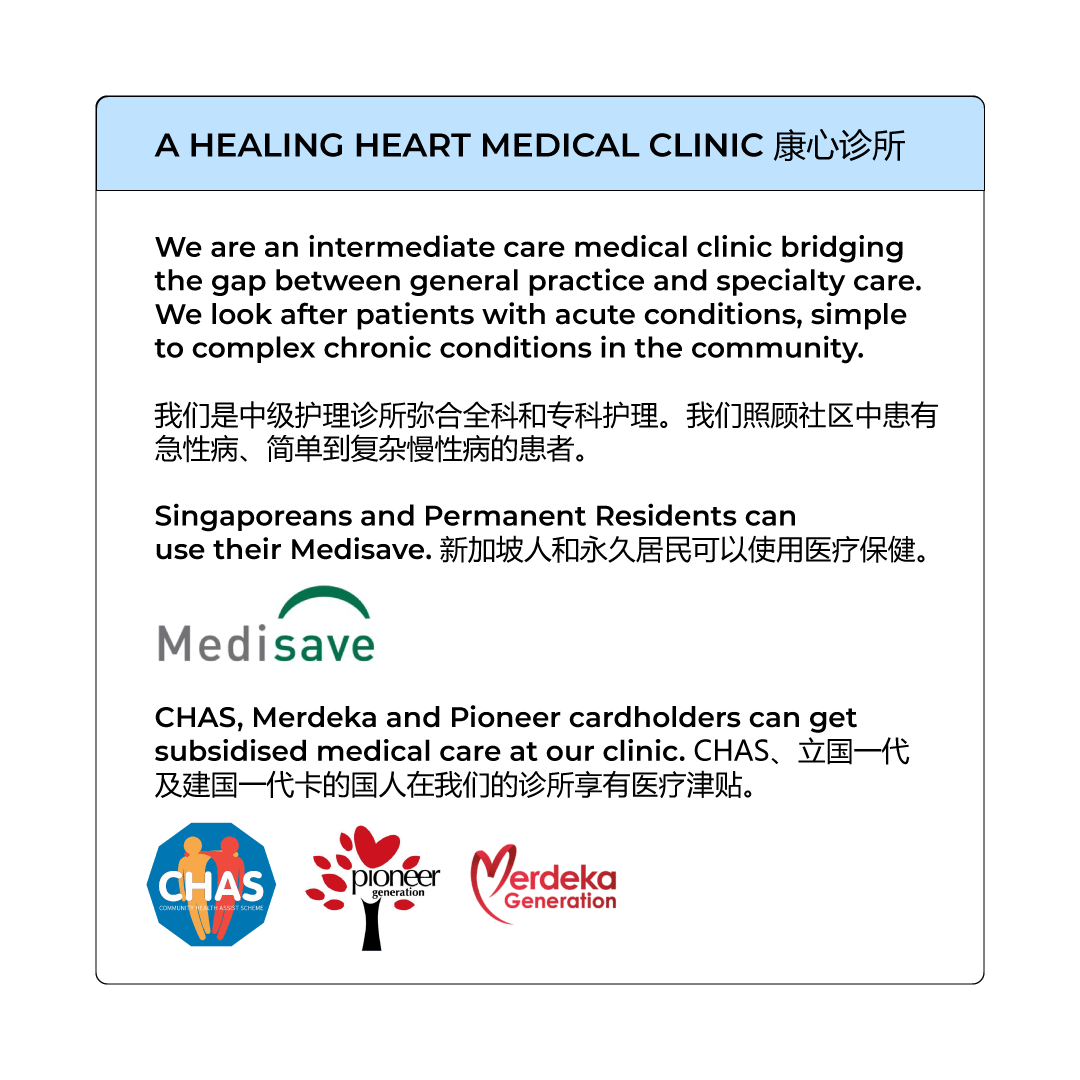 A HEALING HEART MEDICAL CLINIC 康心诊所
We are an intermediate care medical clinic bridging
the gap between general practice and specialty care.
We look after patients with acute conditions, simple
to complex chronic conditions in the community.
我们是中级护理诊所弥合全科和专科护理。我们照顾社区中患有
急性病、简单到复杂慢性病的患者。
Singaporeans and Permanent Residents can
use their Medisave. 新加坡人和永久居民可以使用医疗保健。
Medisave
CHAS, Merdeka and Pioneer cardholders can get
subsidised medical care at our clinic. CHAS、立国一代
及建国一代卡的国人在我们的诊所享有医疗津贴。
CHAS
COMMUNITY HEALTH ASSIST SCHEME
pioneer
generation
Merdeka
Generation